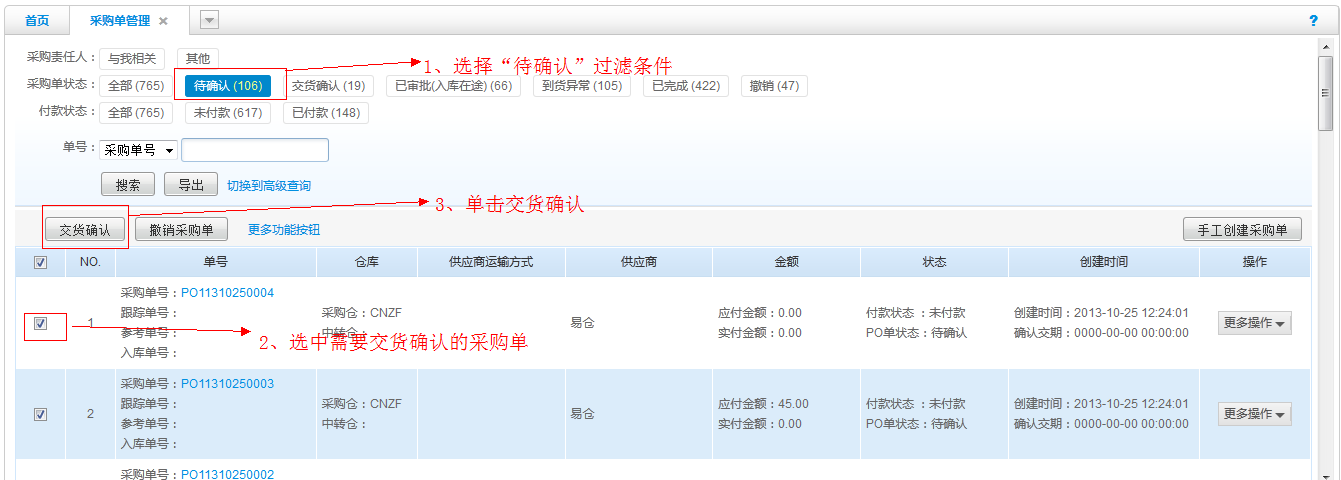 首页 采购单管理 ?
采购责任人： 与我相关 其他
1、选择“待确认”过滤条件
采购单状态： 全部 (765) 待确认 (106) 交货确认 (19) 已审批(入库在途) (66) 到货异常 (105) 已完成 (422) 撤销 (47)
付款状态： 全部 (765) 未付款 (617) 已付款 (148)
单号： 采购单号
搜索 导出 切换到高级查询
3、单击交货确认
交货确认 撤销采购单 更多功能按钮 手工创建采购单
NO. 单号 仓库 供应商运输方式 供应商 金额 状态 创建时间 操作
采购单号：PO11310250004
跟踪单号： 采购仓：CNZF 应付金额：0.00 付款状态 ：未付款 创建时间：2013-10-25 12:24:01
1 易仓 更多操作
参考单号： 中转仓： 实付金额：0.00 PO单状态：待确认 确认交期：0000-00-00 00:00:00
2、选中需要交货确认的采购单
入库单号：
采购单号：PO11310250003
跟踪单号： 采购仓：CNZF 应付金额：45.00 付款状态 ：未付款 创建时间：2013-10-25 12:24:01
2 易仓 更多操作
参考单号： 中转仓： 实付金额：0.00 PO单状态：待确认 确认交期：0000-00-00 00:00:00
入库单号：
采购单号：PO11310250002